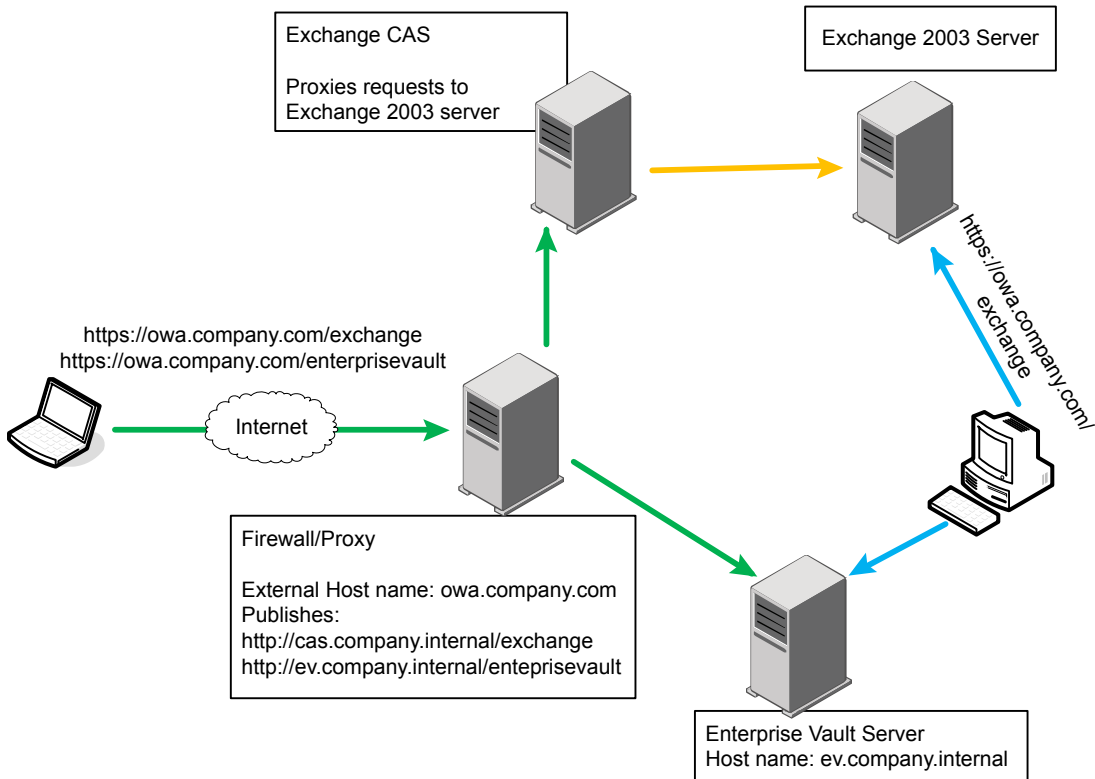 Exchange CAS
Proxies requests to
Exchange 2003 server
Exchange 2003 Server
https://owa.company.com/
exchange
https://owa.company.com/exchange
https://owa.company.com/enterprisevault
Internet
Firewall/Proxy
External Host name: owa.company.com
Publishes:
http://cas.company.internal/exchange
http://ev.company.internal/enteprisevault
Enterprise Vault Server
Host name: ev.company.internal